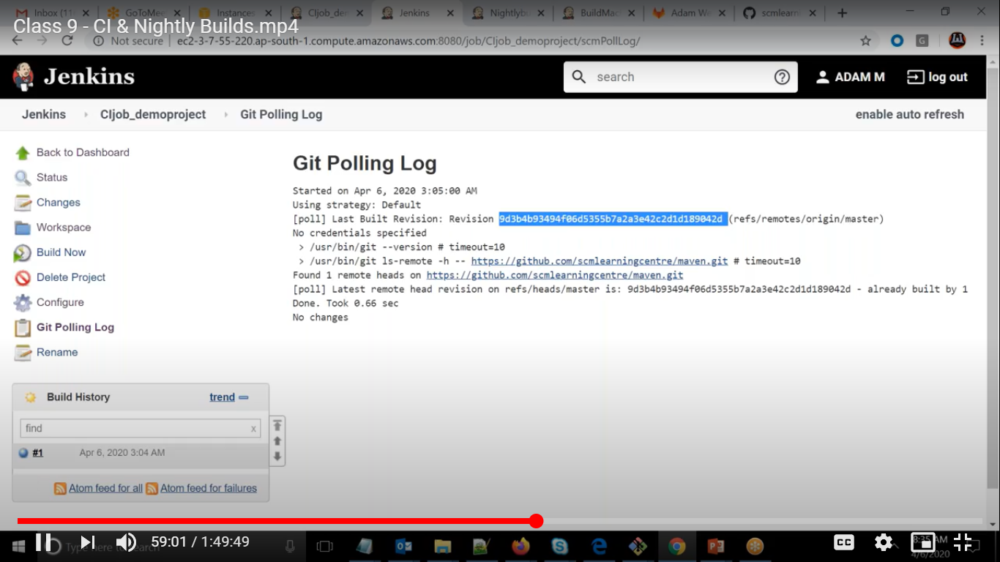 Inbox (11
GoToMee
Instances
CIjob_dem
Jenkins
Nightlybu
BuildMac
Adam We
scmlearn
Class 9 - CI & Nightly Builds.mp4
Not secure | ec2-3-7-55-220.ap-south-1.compute.amazonaws.com:8080/job/CIjob_demoproject/scmPollLog/
Jenkins
search
ADAM M
log out
Jenkins
CIjob_demoproject
Git Polling Log
enable auto refresh
Back to Dashboard
Status
Changes
Workspace
Build Now
Delete Project
Configure
Git Polling Log
Rename
Git Polling Log
Started on Apr 6, 2020 3:05:00 AM
Using strategy: Default
[poll] Last Built Revision: Revision 9d3b4b93494f06d5355b7a2a3e42c2d1d189042d (refs/remotes/origin/master)
No credentials specified
> /usr/bin/git --version # timeout=10
> /usr/bin/git ls-remote -h -- https://github.com/scmlearningcentre/maven.git # timeout=10
Found 1 remote heads on https://github.com/scmlearningcentre/maven.git
[poll] Latest remote head revision on refs/heads/master is: 9d3b4b93494f06d5355b7a2a3e42c2d1d189042d - already built by 1
Done. Took 0.66 sec
No changes
Build History
trend
find
x
#1
Apr 6, 2020 3:04 AM
Atom feed for all
Atom feed for failures
Type here to search
59:01 / 1:49:49
CC
8:35 AM
4/6/2020